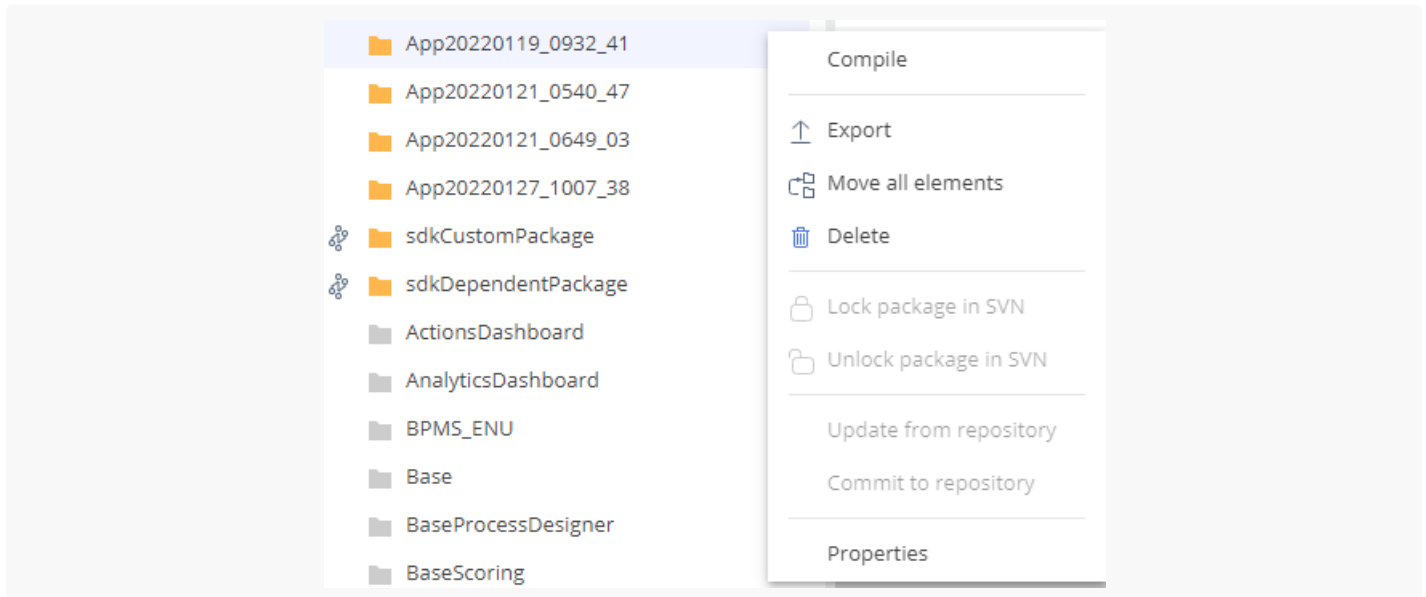 App20220119_0932_41
App20220121_0540_47
App20220121_0649_03
App20220127_1007_38
sdkCustomPackage
sdkDependentPackage
ActionsDashboard
AnalyticsDashboard
BPMS_ENU
Base
BaseProcessDesigner
BaseScoring
Compile
Export
Move all elements
Delete
Lock package in SVN
Unlock package in SVN
Update from repository
Commit to repository
Properties